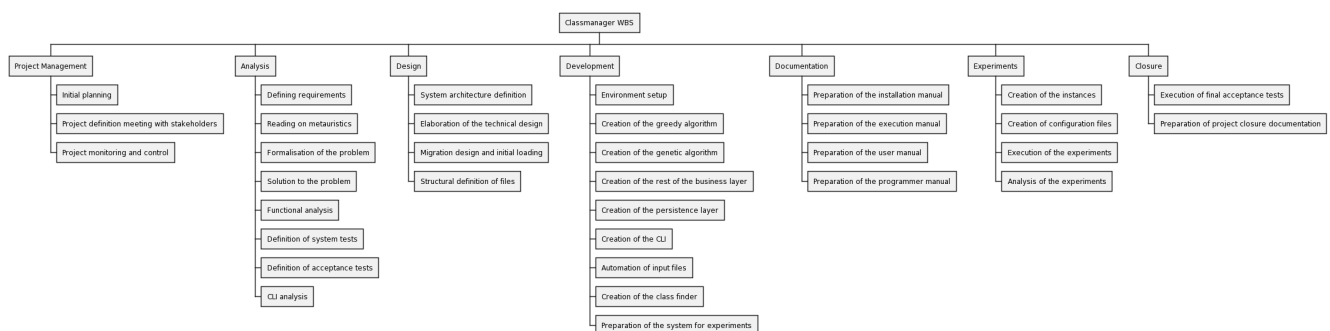 Classmanager WBS
Project Management
Initial planning
Project definition meeting with stakeholders
Project monitoring and control
Analysis
Defining requirements
Reading on metauristics
Formalisation of the problem
Solution to the problem
Functional analysis
Definition of system tests
Definition of acceptance tests
CLI analysis
Design
System architecture definition
Elaboration of the technical design
Migration design and initial loading
Structural definition of files
Development
Environment setup
Creation of the greedy algorithm
Creation of the genetic algorithm
Creation of the rest of the business layer
Creation of the persistence layer
Creation of the CLI
Automation of input files
Creation of the class finder
Preparation of the system for experiments
Documentation
Preparation of the installation manual
Preparation of the execution manual
Preparation of the user manual
Preparation of the programmer manual
Experiments
Creation of the instances
Creation of configuration files
Execution of the experiments
Analysis of the experiments
Closure
Execution of final acceptance tests
Preparation of project closure documentation